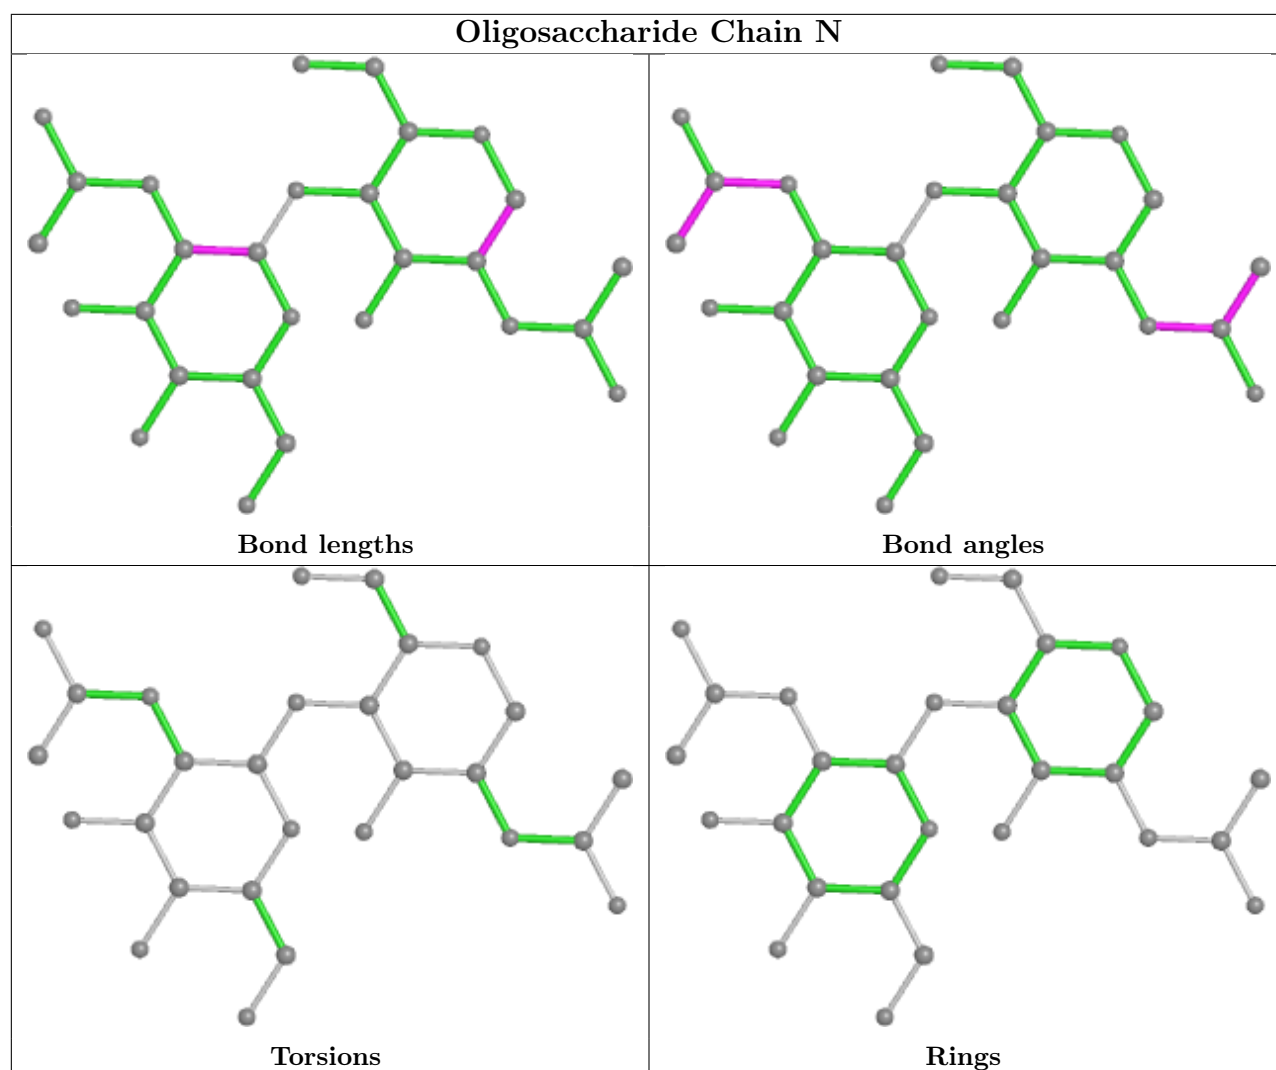 Oligosaccharide Chain N
Bond lengths
Bond angles
Torsions
Rings